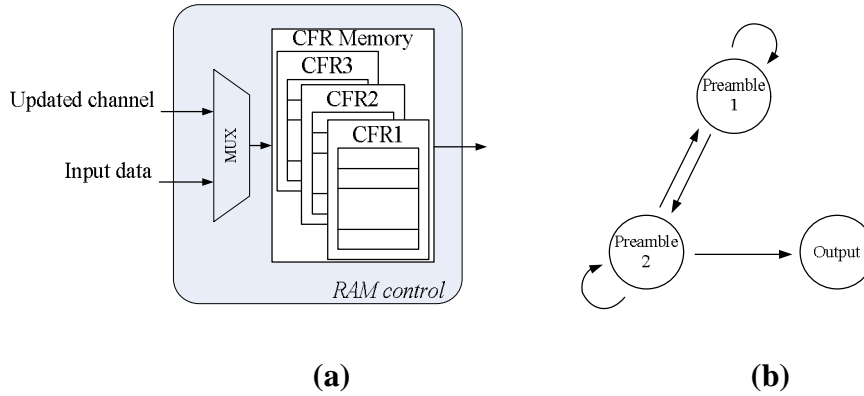 CFR Memory
CFR3
CFR2
CFR1
Updated channel
MUX
Input data
RAM control
Preamble
1
Preamble
2
Output
(a)
(b)